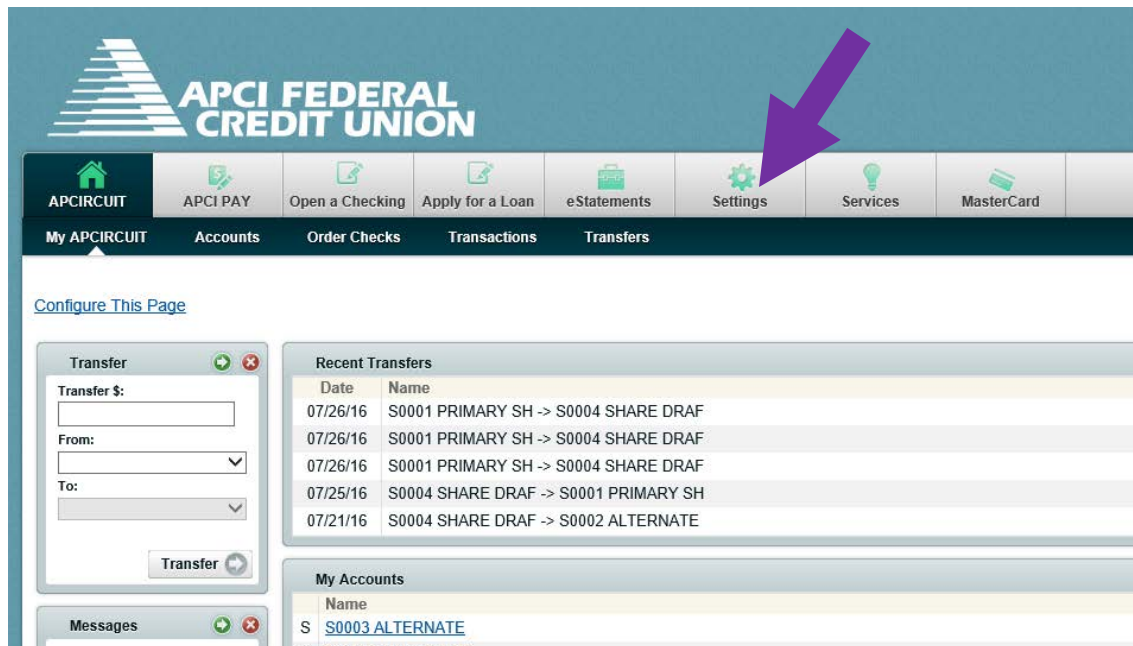 APCI FEDERAL
CREDIT UNION
APCIRCUIT APCI PAY Open a Checking Apply for a Loan eStatements Settings Services MasterCard
My APCIRCUIT Accounts Order Checks Transactions Transfers
Configure This Page
Transfer
Transfer $:
From:
To:
Transfer
Messages
Recent Transfers
Date Name
07/26/16 S0001 PRIMARY SH -> S0004 SHARE DRAF
07/26/16 S0001 PRIMARY SH -> S0004 SHARE DRAF
07/26/16 S0001 PRIMARY SH -> S0004 SHARE DRAF
07/25/16 S0004 SHARE DRAF -> S0001 PRIMARY SH
07/21/16 S0004 SHARE DRAF -> S0002 ALTERNATE
My Accounts
Name
S S0003 ALTERNATE